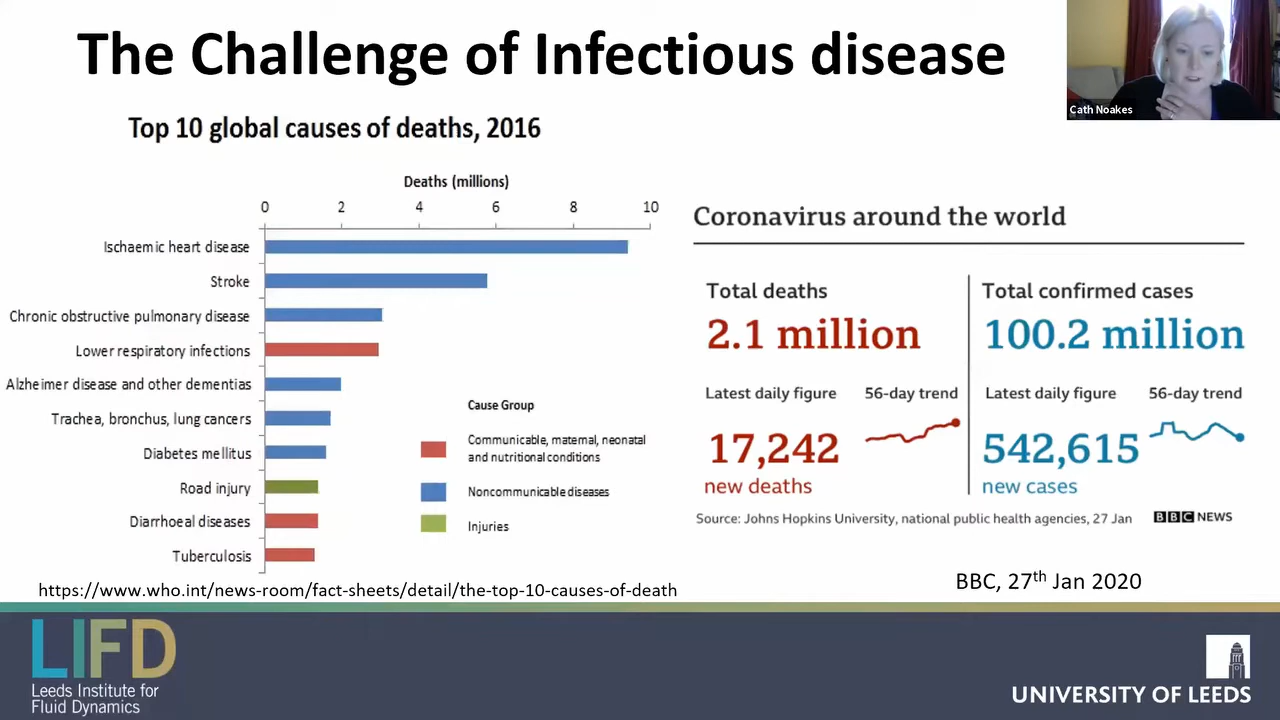 The Challenge of Infectious disease
Cath Noakes
Top 10 global causes of deaths, 2016
Deaths (millions)
0 2 4 6 8 10
Ischaemic heart disease
Stroke
Chronic obstructive pulmonary disease
Lower respiratory infections
Alzheimer disease and other dementias
Trachea, bronchus, lung cancers
Diabetes mellitus
Road injury
Diarrhoeal diseases
Tuberculosis
Cause Group
Communicable, maternal, neonatal
and nutritional conditions
Noncommunicable diseases
Injuries
https://www.who.int/news-room/fact-sheets/detail/the-top-10-causes-of-death
Coronavirus around the world
Total deaths
2.1 million
Latest daily figure 56-day trend
17,242
new deaths
Total confirmed cases
100.2 million
Latest daily figure 56-day trend
542,615
new cases
Source: Johns Hopkins University, national public health agencies, 27 Jan
BBC NEWS
BBC, 27th Jan 2020
LIFD
Leeds Institute for
Fluid Dynamics
UNIVERSITY OF LEEDS